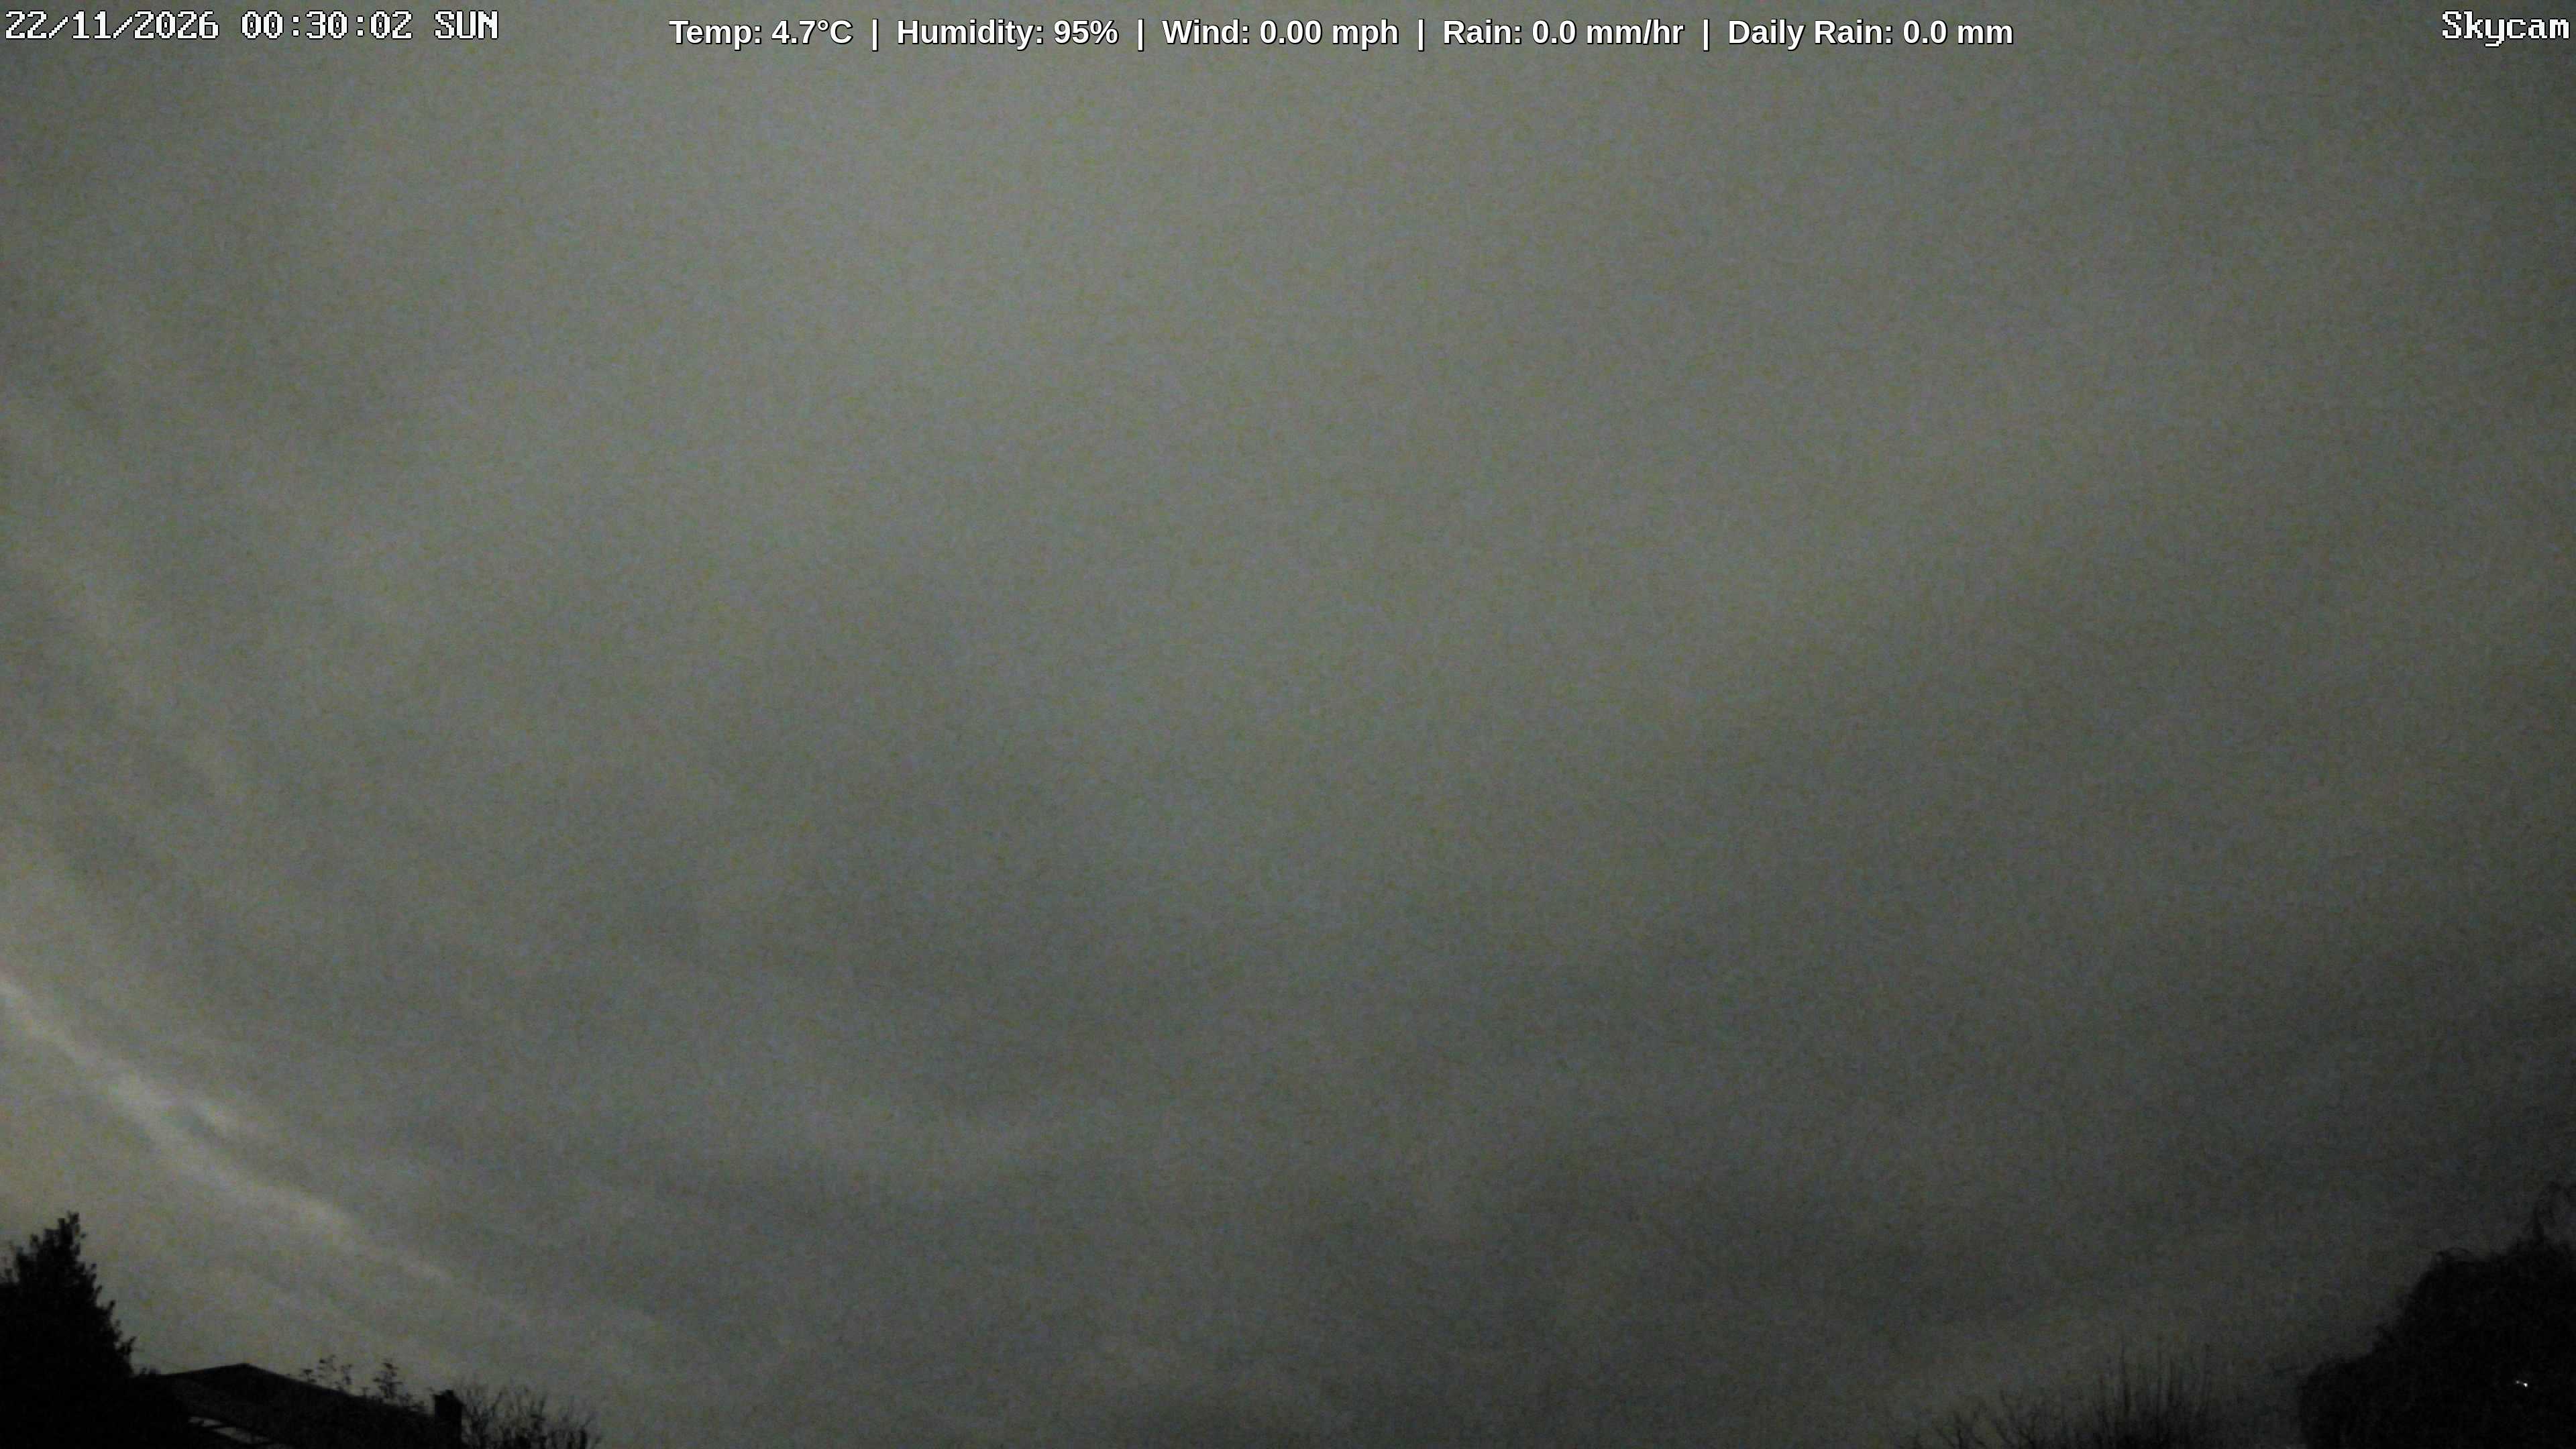 22/11/2026 00:30:02 SUN
Temp: 4.7°C | Humidity: 95% | Wind: 0.00 mph | Rain: 0.0 mm/hr | Daily Rain: 0.0 mm
Skycam